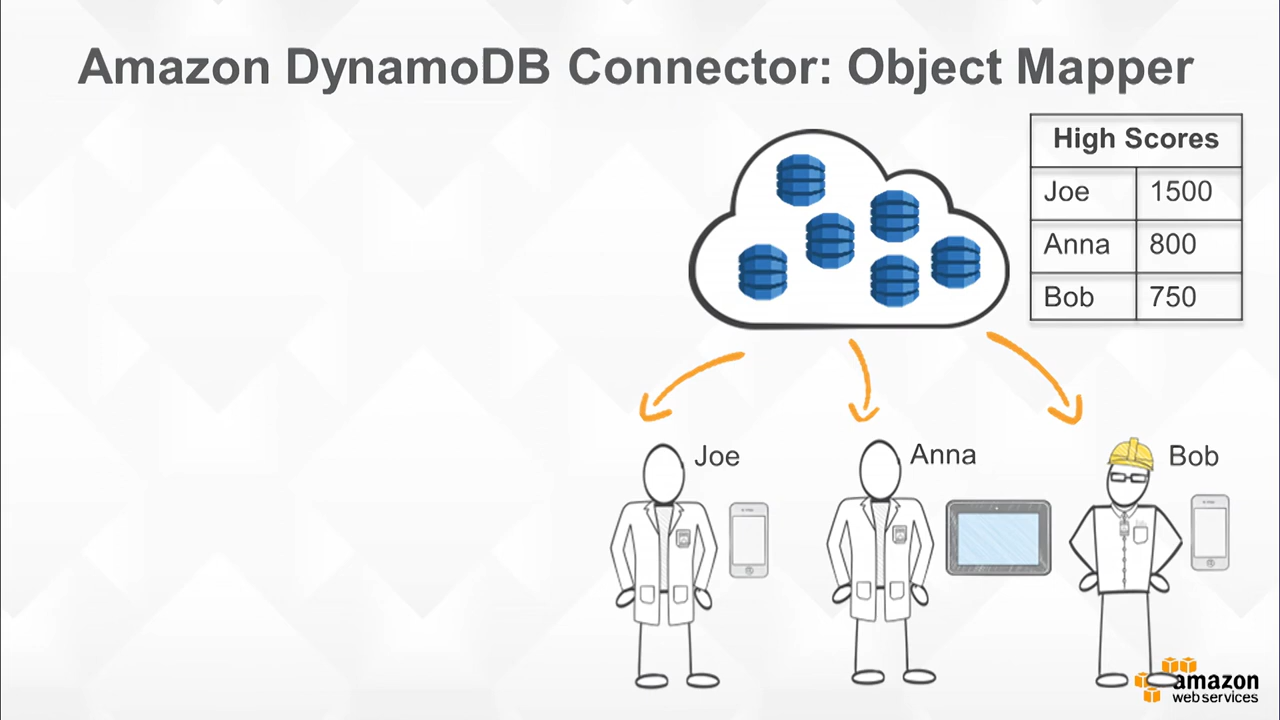 Amazon DynamoDB Connector: Object Mapper
High Scores
Joe 1500
Anna 800
Bob 750
Joe
Anna
Bob
amazon
web services